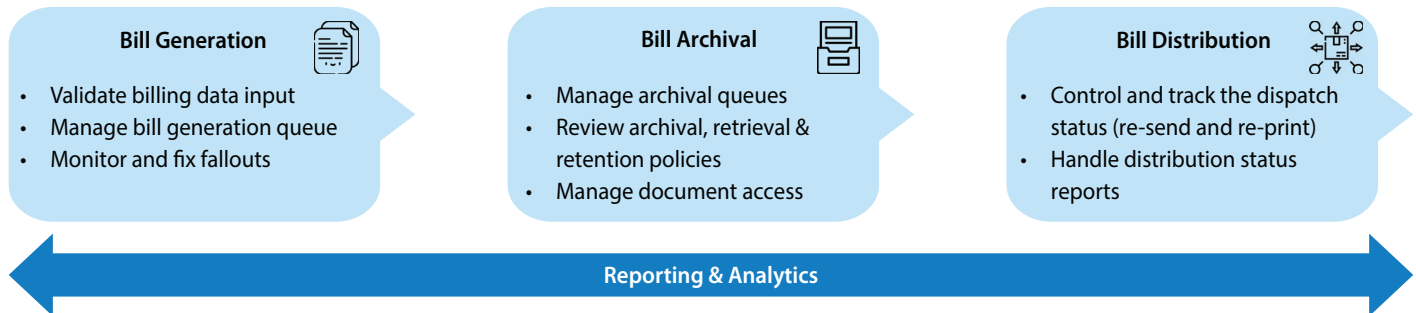 Bill Generation
• Validate billing data input
• Manage bill generation queue
• Monitor and fix fallouts
Bill Archival
• Manage archival queues
• Review archival, retrieval &
retention policies
• Manage document access
Bill Distribution
• Control and track the dispatch
status (re-send and re-print)
• Handle distribution status
reports
Reporting & Analytics